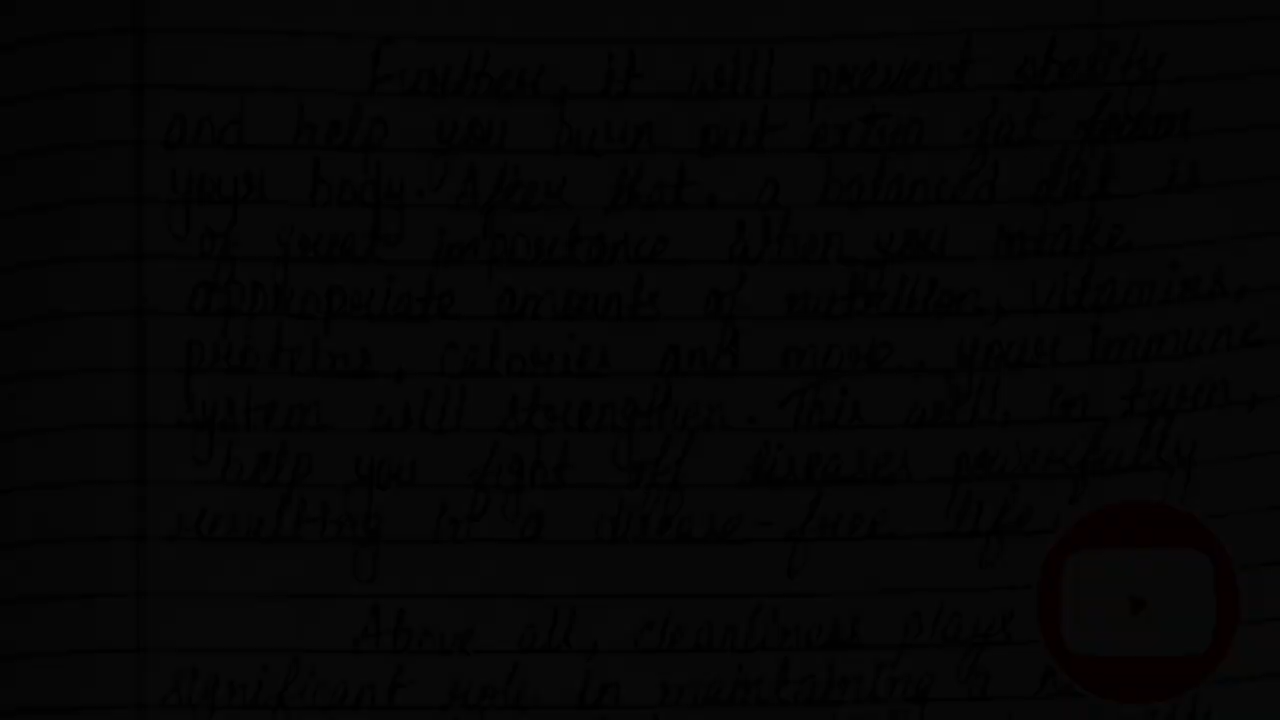 Further, it will prevent obesity
and help you burn out extra fat from
your body. After that, a balanced diet is
of great importance When you intake
appropriate amounts of nutrition, vitamins,
proteins, calories and more, your immune
system will strengthen. This will, in turn,
help you fight off diseases powerfully
resulting in a disease-free life
Above all, cleanliness plays
significant role in maintaining a